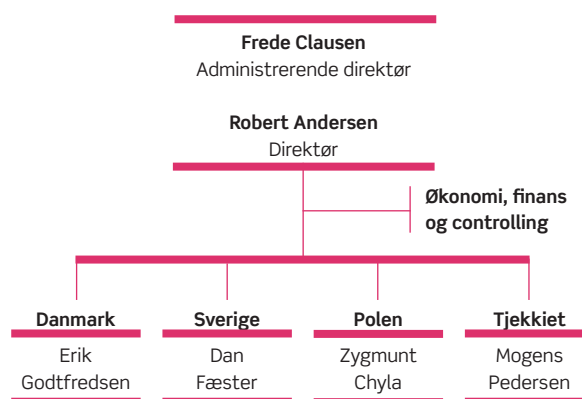 Frede Clausen
Administrerende direktør
Robert Andersen
Direktør
Økonomi, finans
og controlling
Danmark
Erik
Godtfredsen
Sverige
Dan
Fæster
Polen
Zygmunt
Chyla
Tjekkiet
Mogens
Pedersen